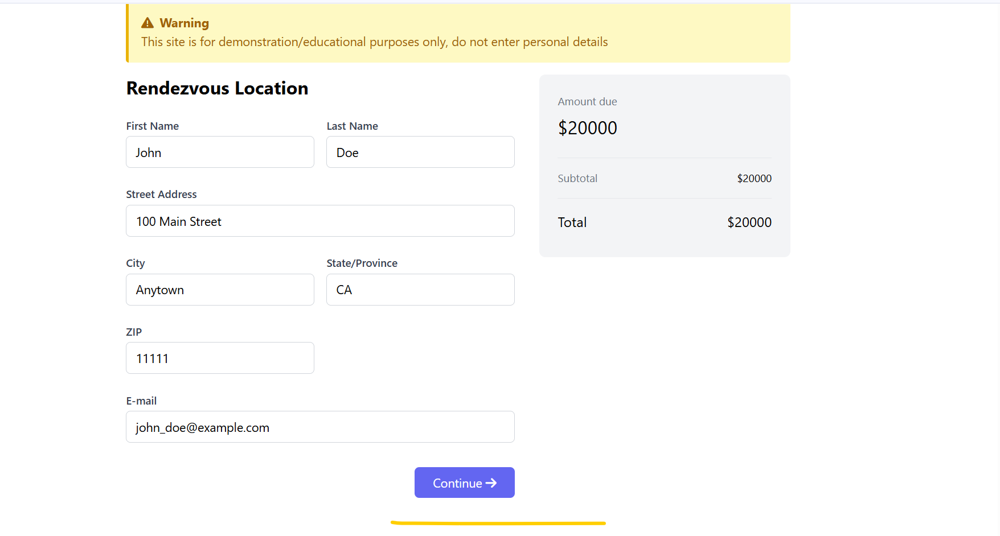 Warning
This site is for demonstration/educational purposes only, do not enter personal details
Rendezvous Location
First Name
John
Last Name
Doe
Street Address
100 Main Street
City
Anytown
State/Province
CA
ZIP
11111
E-mail
john_doe@example.com
Continue →
Amount due
$20000
Subtotal $20000
Total $20000